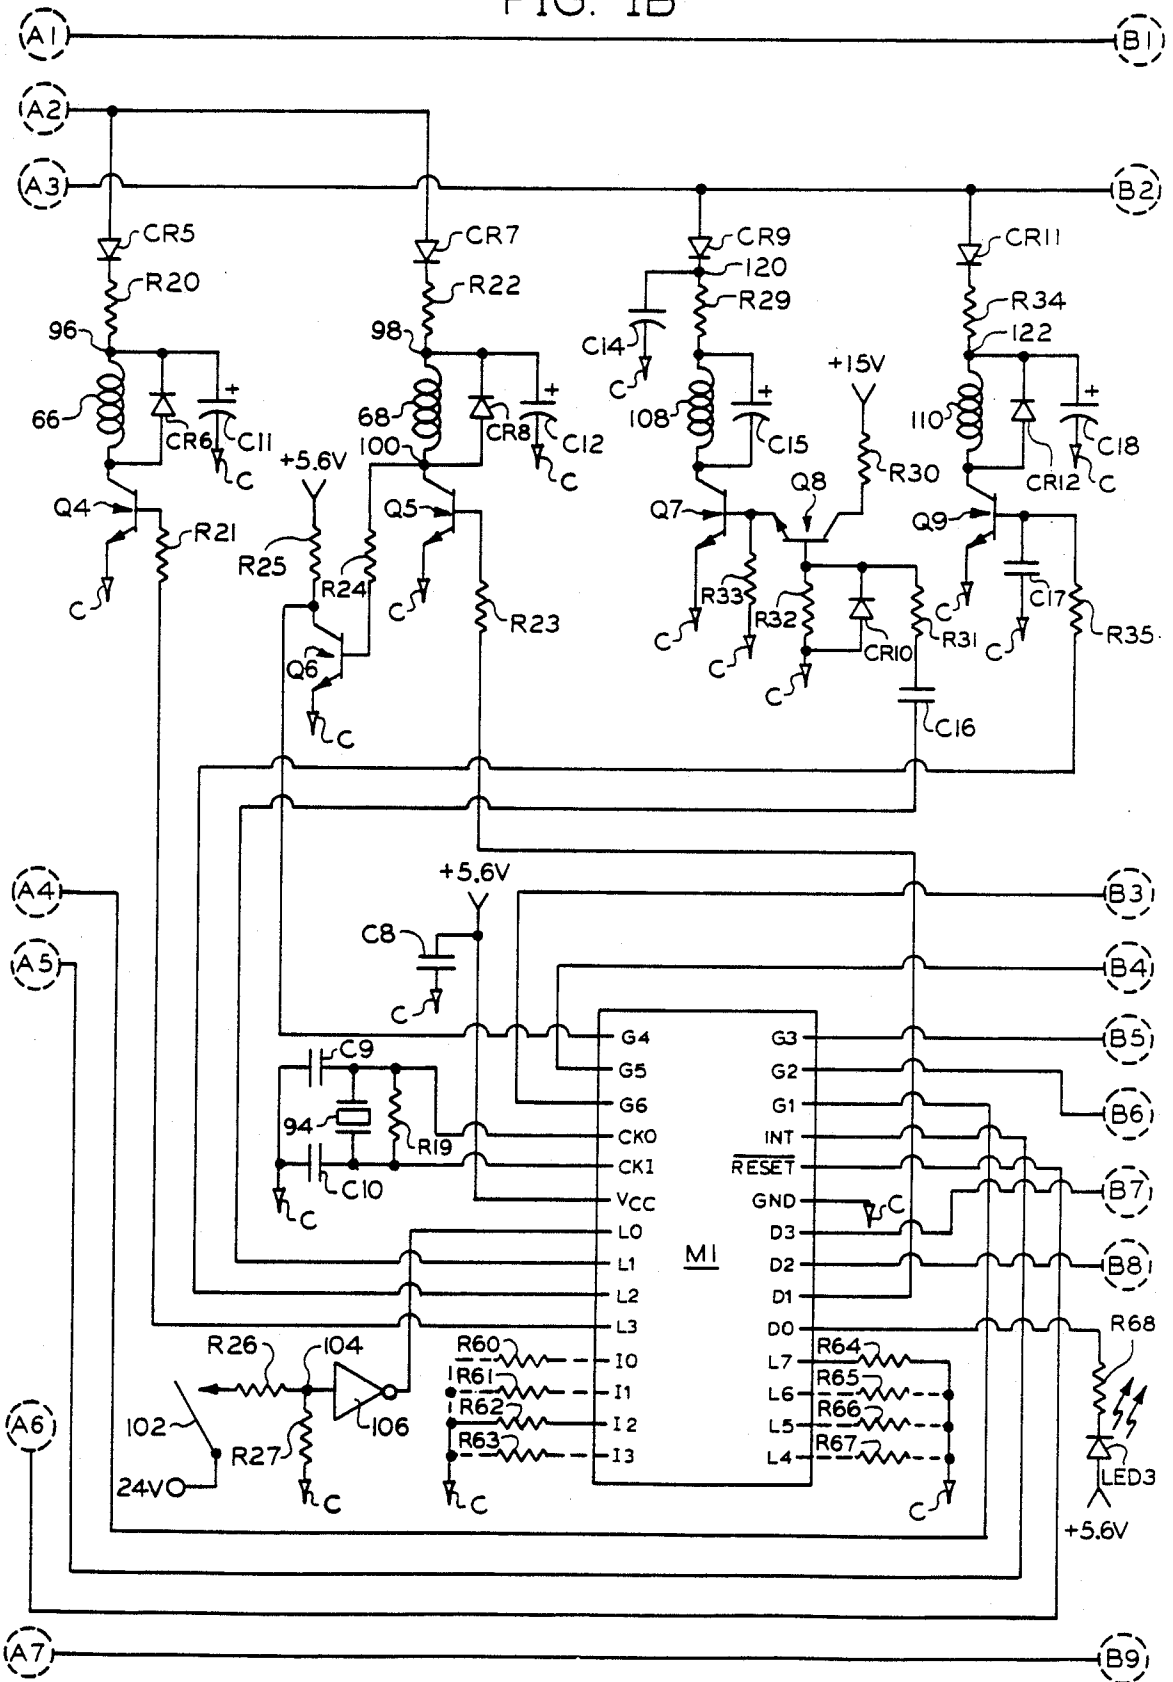 FIG. 1B
A1 B1
A2
A3 B2
CR5 CR7 CR9 CR11
120
R20 R22 R29 R34
96 98 C14 122
C +15V
66 68 108 110
CR6 C11 CR8 C12 C15 C18
+5.6V 100 R30 CR12
C C Q8 C
Q4 Q5 Q7 Q9
R21
R25 R24 R33 R32 C17
C C R23 C C R31 C R35
Q6 CR10 C
C C
C16
+5.6V
A4 B3
C8
A5 B4
C
G4 G3 B5
C9
G5 G2
G6 G1 B6
94 R19 CKO INT
CKI RESET
C10 B7
C VCC GND C
L0 D3
M1
L1 D2 B8
L2 D1
L3 D0 R68
R26 104 R60 I0 L7 R64
R61 I1 L6 R65
102 106 R62 I2 L5 R66
A6
R27 R63 I3 L4 R67
24V C C C LED3
+5.6V
A7 B9